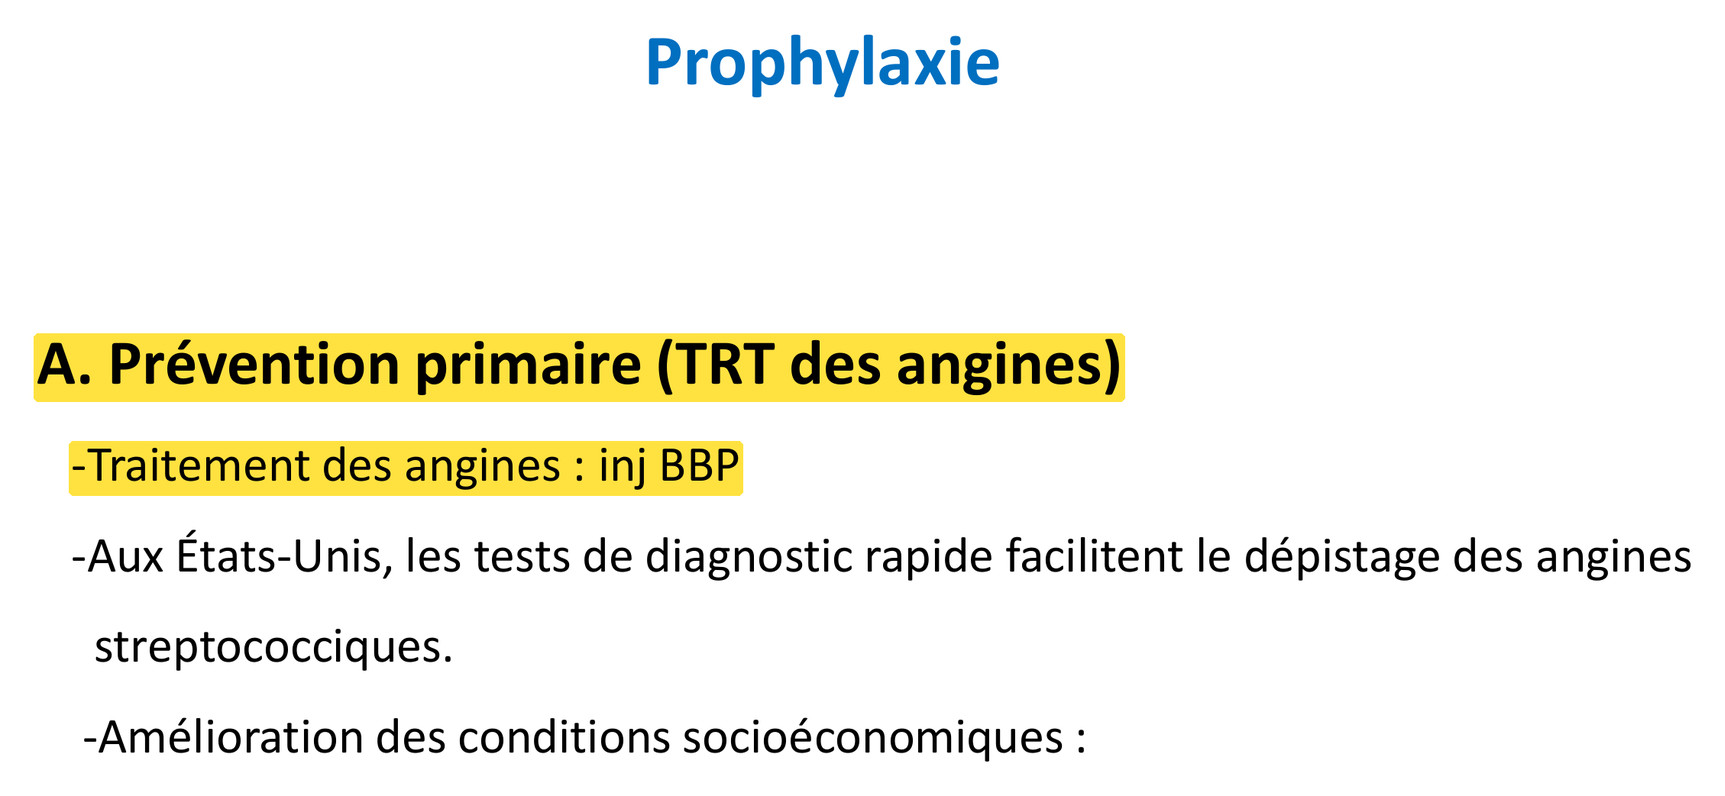 Prophylaxie
A. Prévention primaire (TRT des angines)
-Traitement des angines : inj BBP
-Aux États-Unis, les tests de diagnostic rapide facilitent le dépistage des angines
streptococciques.
-Amélioration des conditions socioéconomiques :